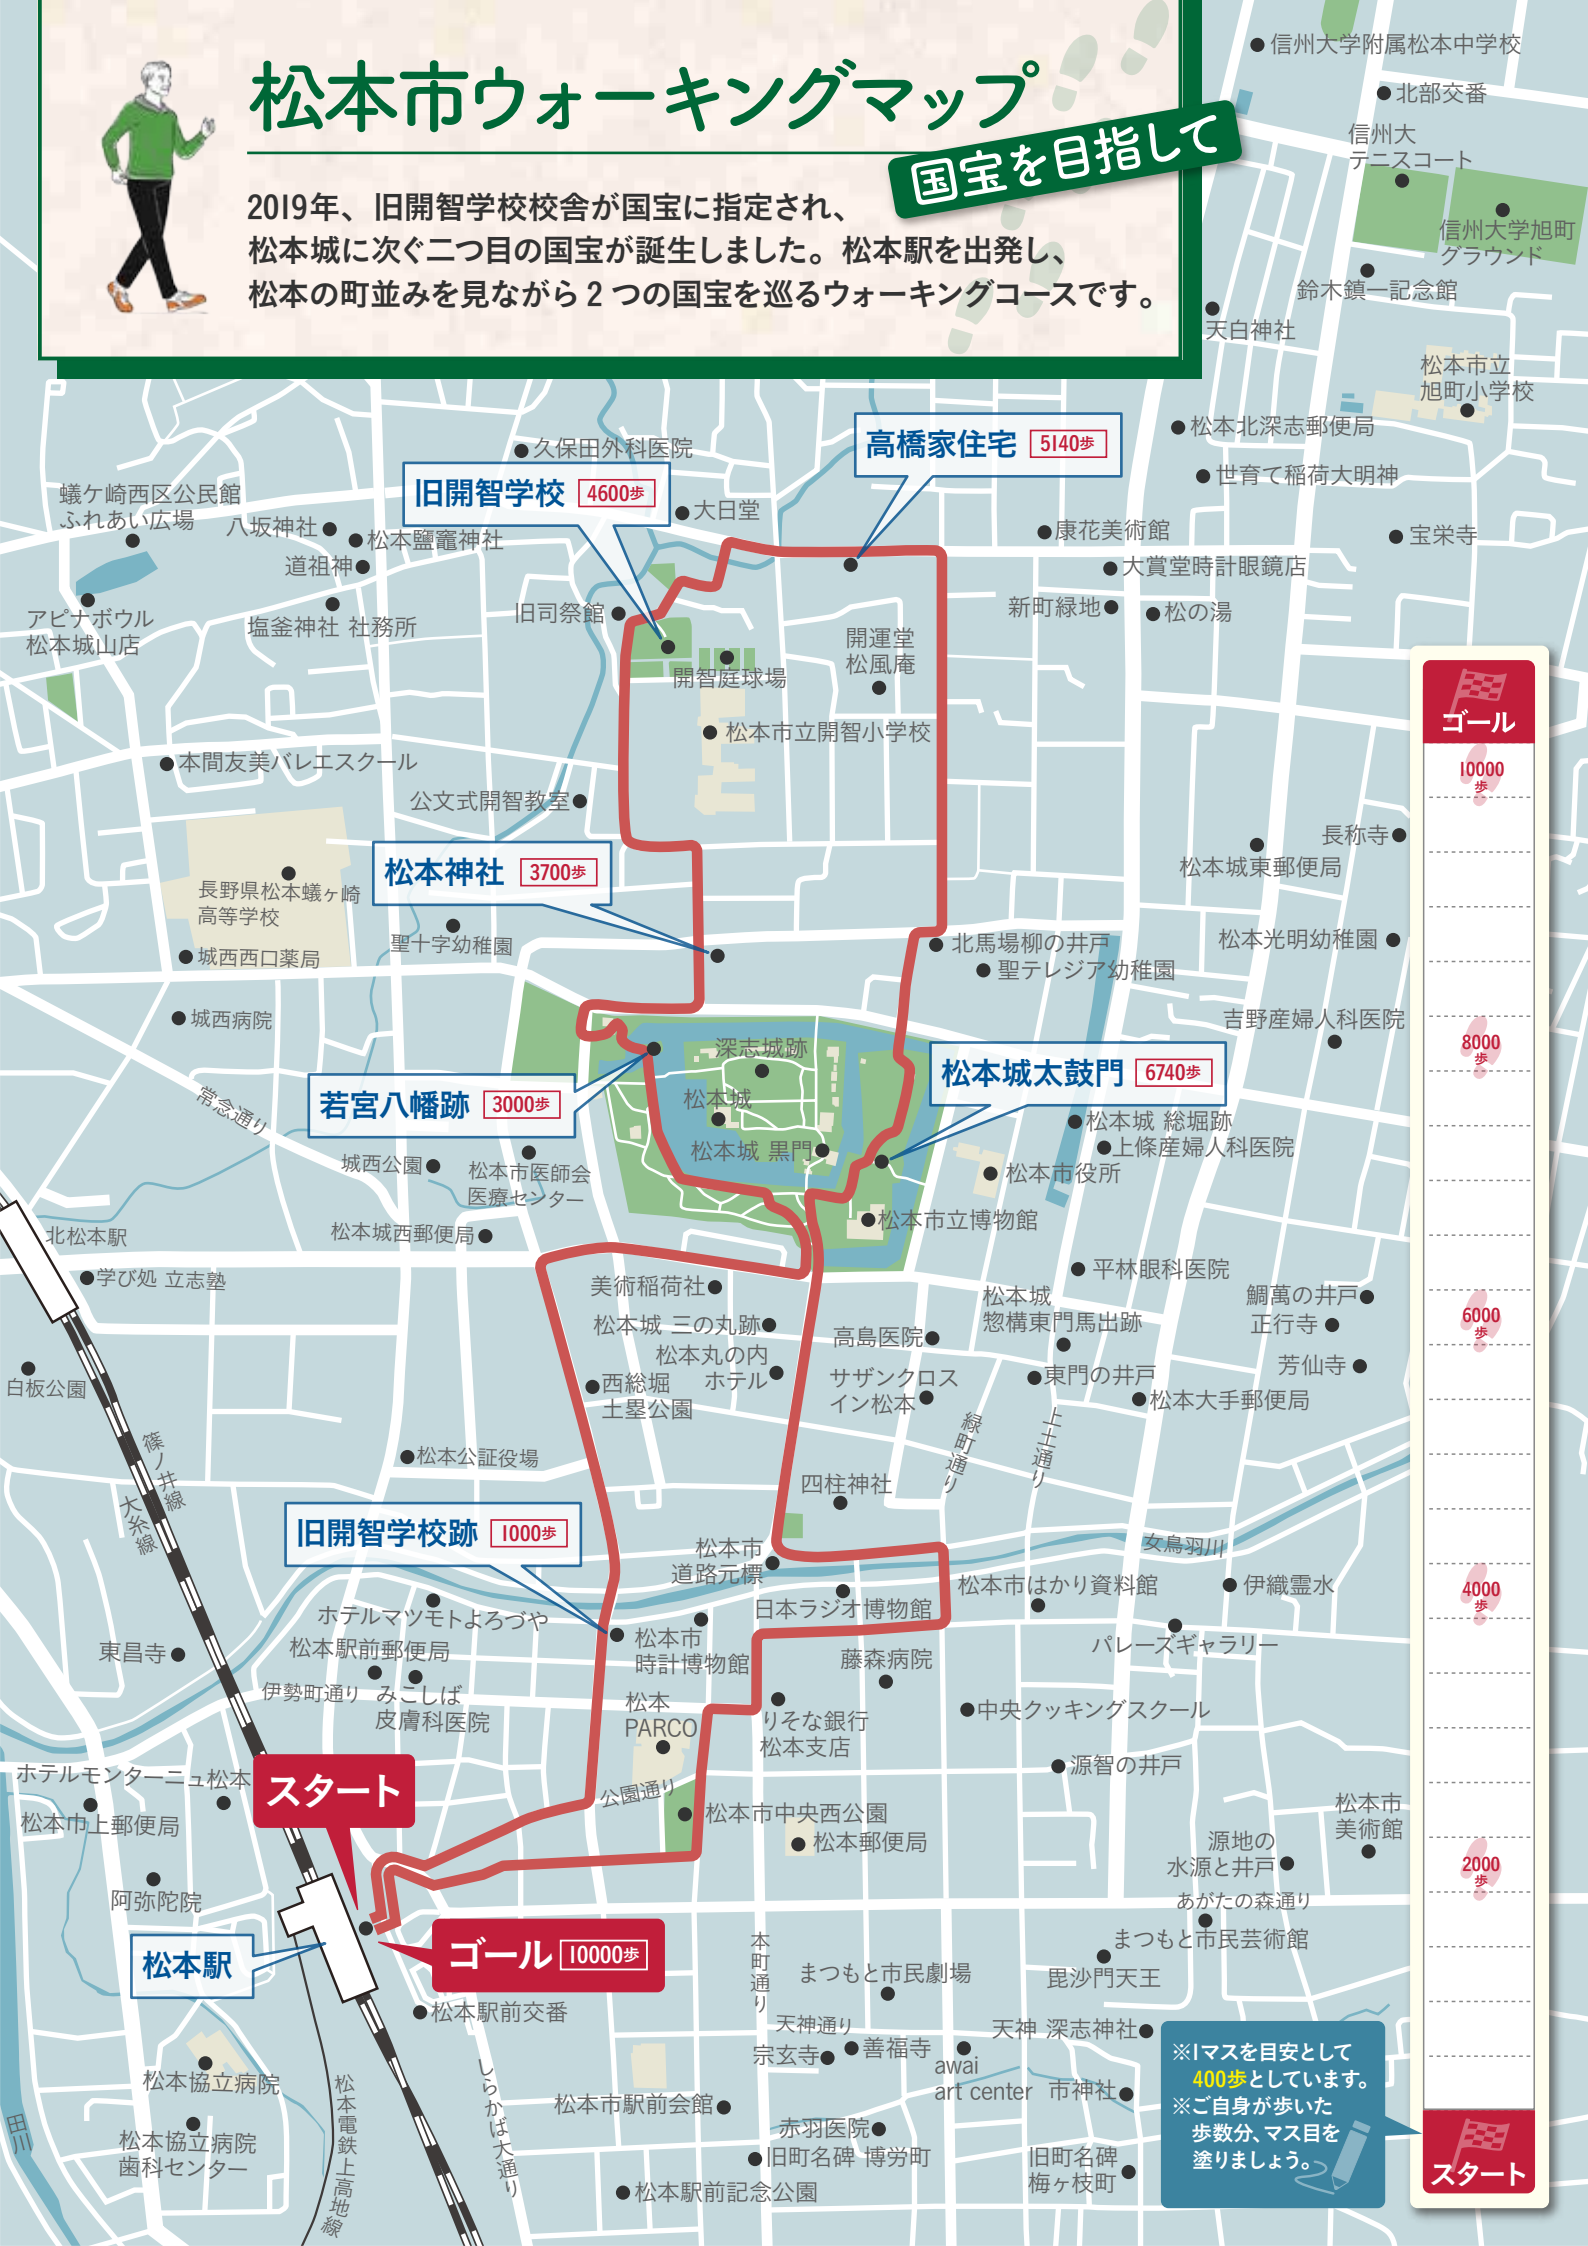 松本市ウォーキングマップ
国宝を目指して
2019年、旧開智学校校舎が国宝に指定され、
松本城に次ぐ二つ目の国宝が誕生しました。松本駅を出発し、
松本の町並みを見ながら2つの国宝を巡るウォーキングコースです。
信州大学附属松本中学校
北部交番
信州大
テニスコート
信州大学旭町
グラウンド
鈴木鎮一記念館
天白神社
松本市立
旭町小学校
松本北深志郵便局
世育て稲荷大明神
高橋家住宅 5140歩
久保田外科医院
旧開智学校 4600歩
大日堂
蟻ケ崎西区公民館
ふれあい広場
八坂神社
松本鹽竈神社
道祖神
康花美術館
宝栄寺
大賞堂時計眼鏡店
アピナボウル
松本城山店
塩釜神社 社務所
旧司祭館
新町緑地
松の湯
開運堂
松風庵
開智庭球場
松本市立開智小学校
ゴール
10000
歩
本間友美バレエスクール
公文式開智教室
長称寺
松本城東郵便局
松本神社 3700歩
長野県松本蟻ヶ崎
高等学校
聖十字幼稚園
城西西口薬局
北馬場柳の井戸
聖テレジア幼稚園
松本光明幼稚園
城西病院
吉野産婦人科医院
8000
歩
深志城跡
松本城
松本城 黒門
松本城太鼓門 6740歩
若宮八幡跡 3000歩
常念通り
松本城 総堀跡
上條産婦人科医院
松本市役所
城西公園
松本市医師会
医療センター
松本市立博物館
松本城西郵便局
北松本駅
学び処 立志塾
平林眼科医院
美術稲荷社
松本城
惣構東門馬出跡
鯛萬の井戸
正行寺
6000
歩
松本城 三の丸跡
高島医院
松本丸の内
ホテル
サザンクロス
イン松本
東門の井戸
芳仙寺
松本大手郵便局
白板公園
西総堀
土塁公園
篠ノ井線
大糸線
緑町通り
上土通り
松本公証役場
四柱神社
旧開智学校跡 1000歩
松本市
道路元標
女鳥羽川
松本市はかり資料館
伊織霊水
4000
歩
日本ラジオ博物館
ホテルマツモトよろづや
松本駅前郵便局
松本市
時計博物館
東昌寺
伊勢町通り
みこしば
皮膚科医院
藤森病院
パレーズギャラリー
松本
PARCO
りそな銀行
松本支店
中央クッキングスクール
源智の井戸
ホテルモンターニュ松本
松本巾上郵便局
スタート
公園通り
松本市中央西公園
松本郵便局
松本市
美術館
源地の
水源と井戸
2000
歩
あがたの森通り
阿弥陀院
まつもと市民芸術館
松本駅
ゴール 10000歩
本町通り
まつもと市民劇場
毘沙門天王
松本駅前交番
天神通り
天神 深志神社
宗玄寺
善福寺
awai
art center
市神社
松本協立病院
松本市駅前会館
赤羽医院
旧町名碑 博労町
旧町名碑
梅ヶ枝町
松本協立病院
歯科センター
松本電鉄上高地線
しらかば大通り
松本駅前記念公園
田川
※1マスを目安として
400歩としています。
※ご自身が歩いた
歩数分、マス目を
塗りましょう。
スタート